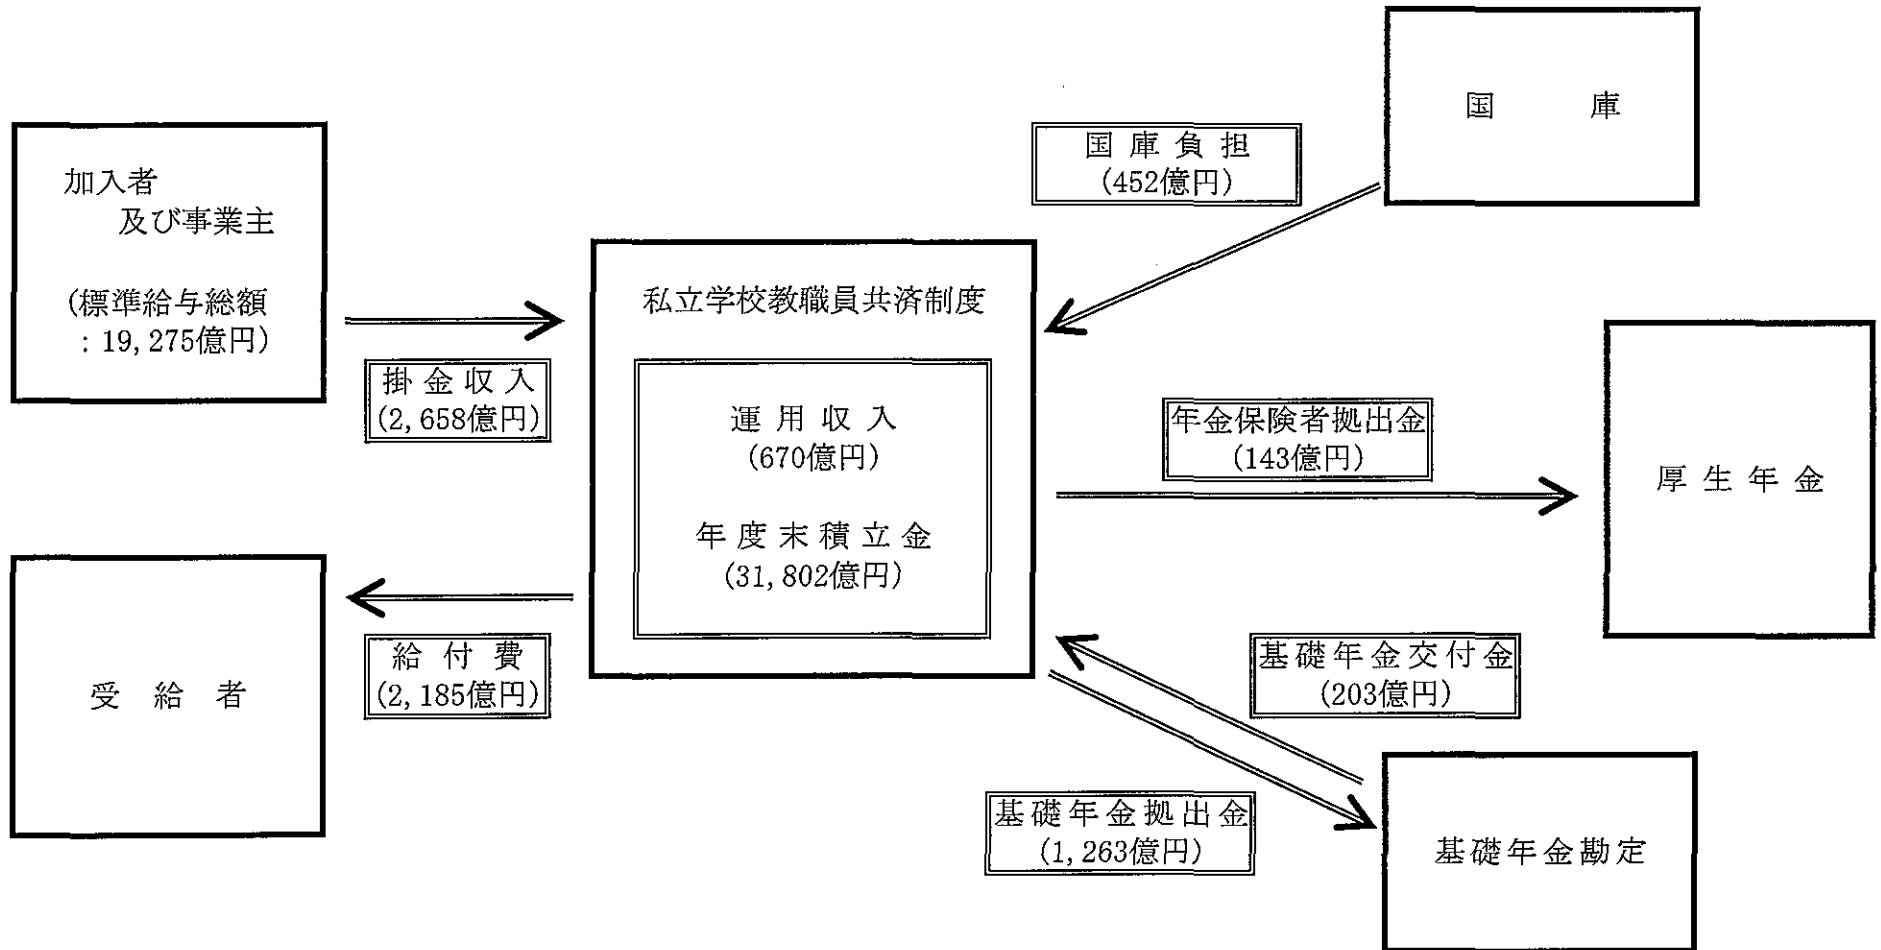 国庫
国庫負担
(452億円)
加入者
及び事業主
(標準給与総額
:19,275億円)
私立学校教職員共済制度
掛金収入
(2,658億円)
運用収入
(670億円)
年金保険者拠出金
(143億円)
厚生年金
年度末積立金
(31,802億円)
給付費
(2,185億円)
受給者
基礎年金交付金
(203億円)
基礎年金拠出金
(1,263億円)
基礎年金勘定